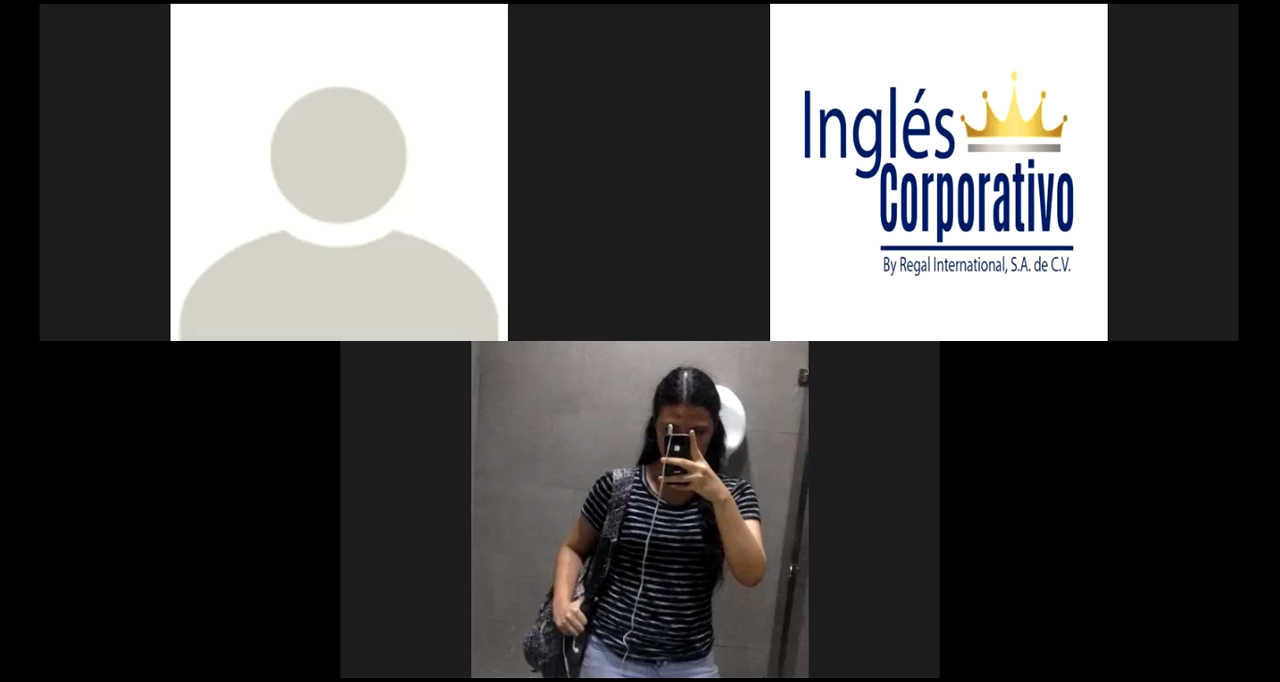 Inglés
Corporativo
By Regal International, S.A. de C.V.